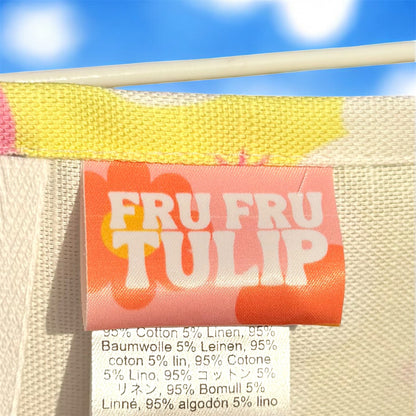 FRU FRU
TULIP
95% Cotton 5% Linen, 95%
Baumwolle 5% Leinen, 95%
coton 5% lin, 95% Cotone
5% Lino, 95% コットン 5%
リネン, 95% Bomull 5%
Linné, 95% algodón 5% lino